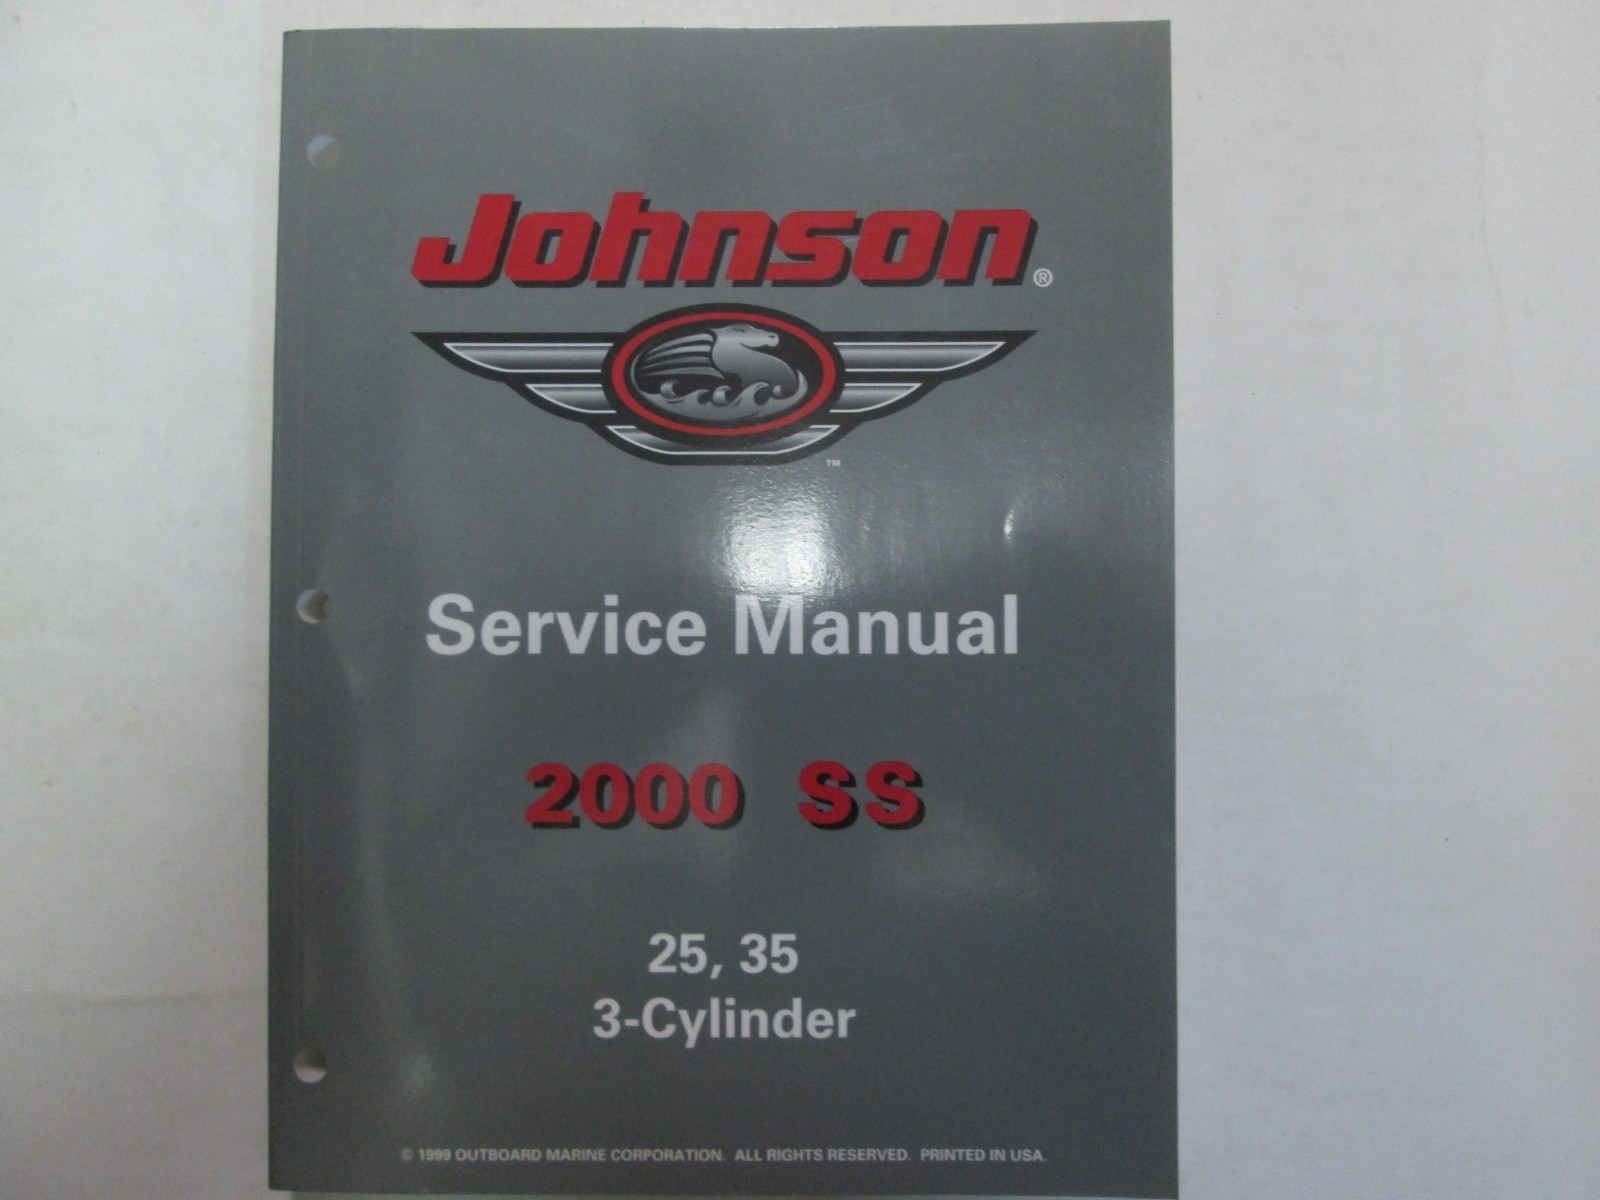 Johnson®
™
Service Manual
2000 SS
25, 35
3-Cylinder
© 1999 OUTBOARD MARINE CORPORATION. ALL RIGHTS RESERVED. PRINTED IN USA.